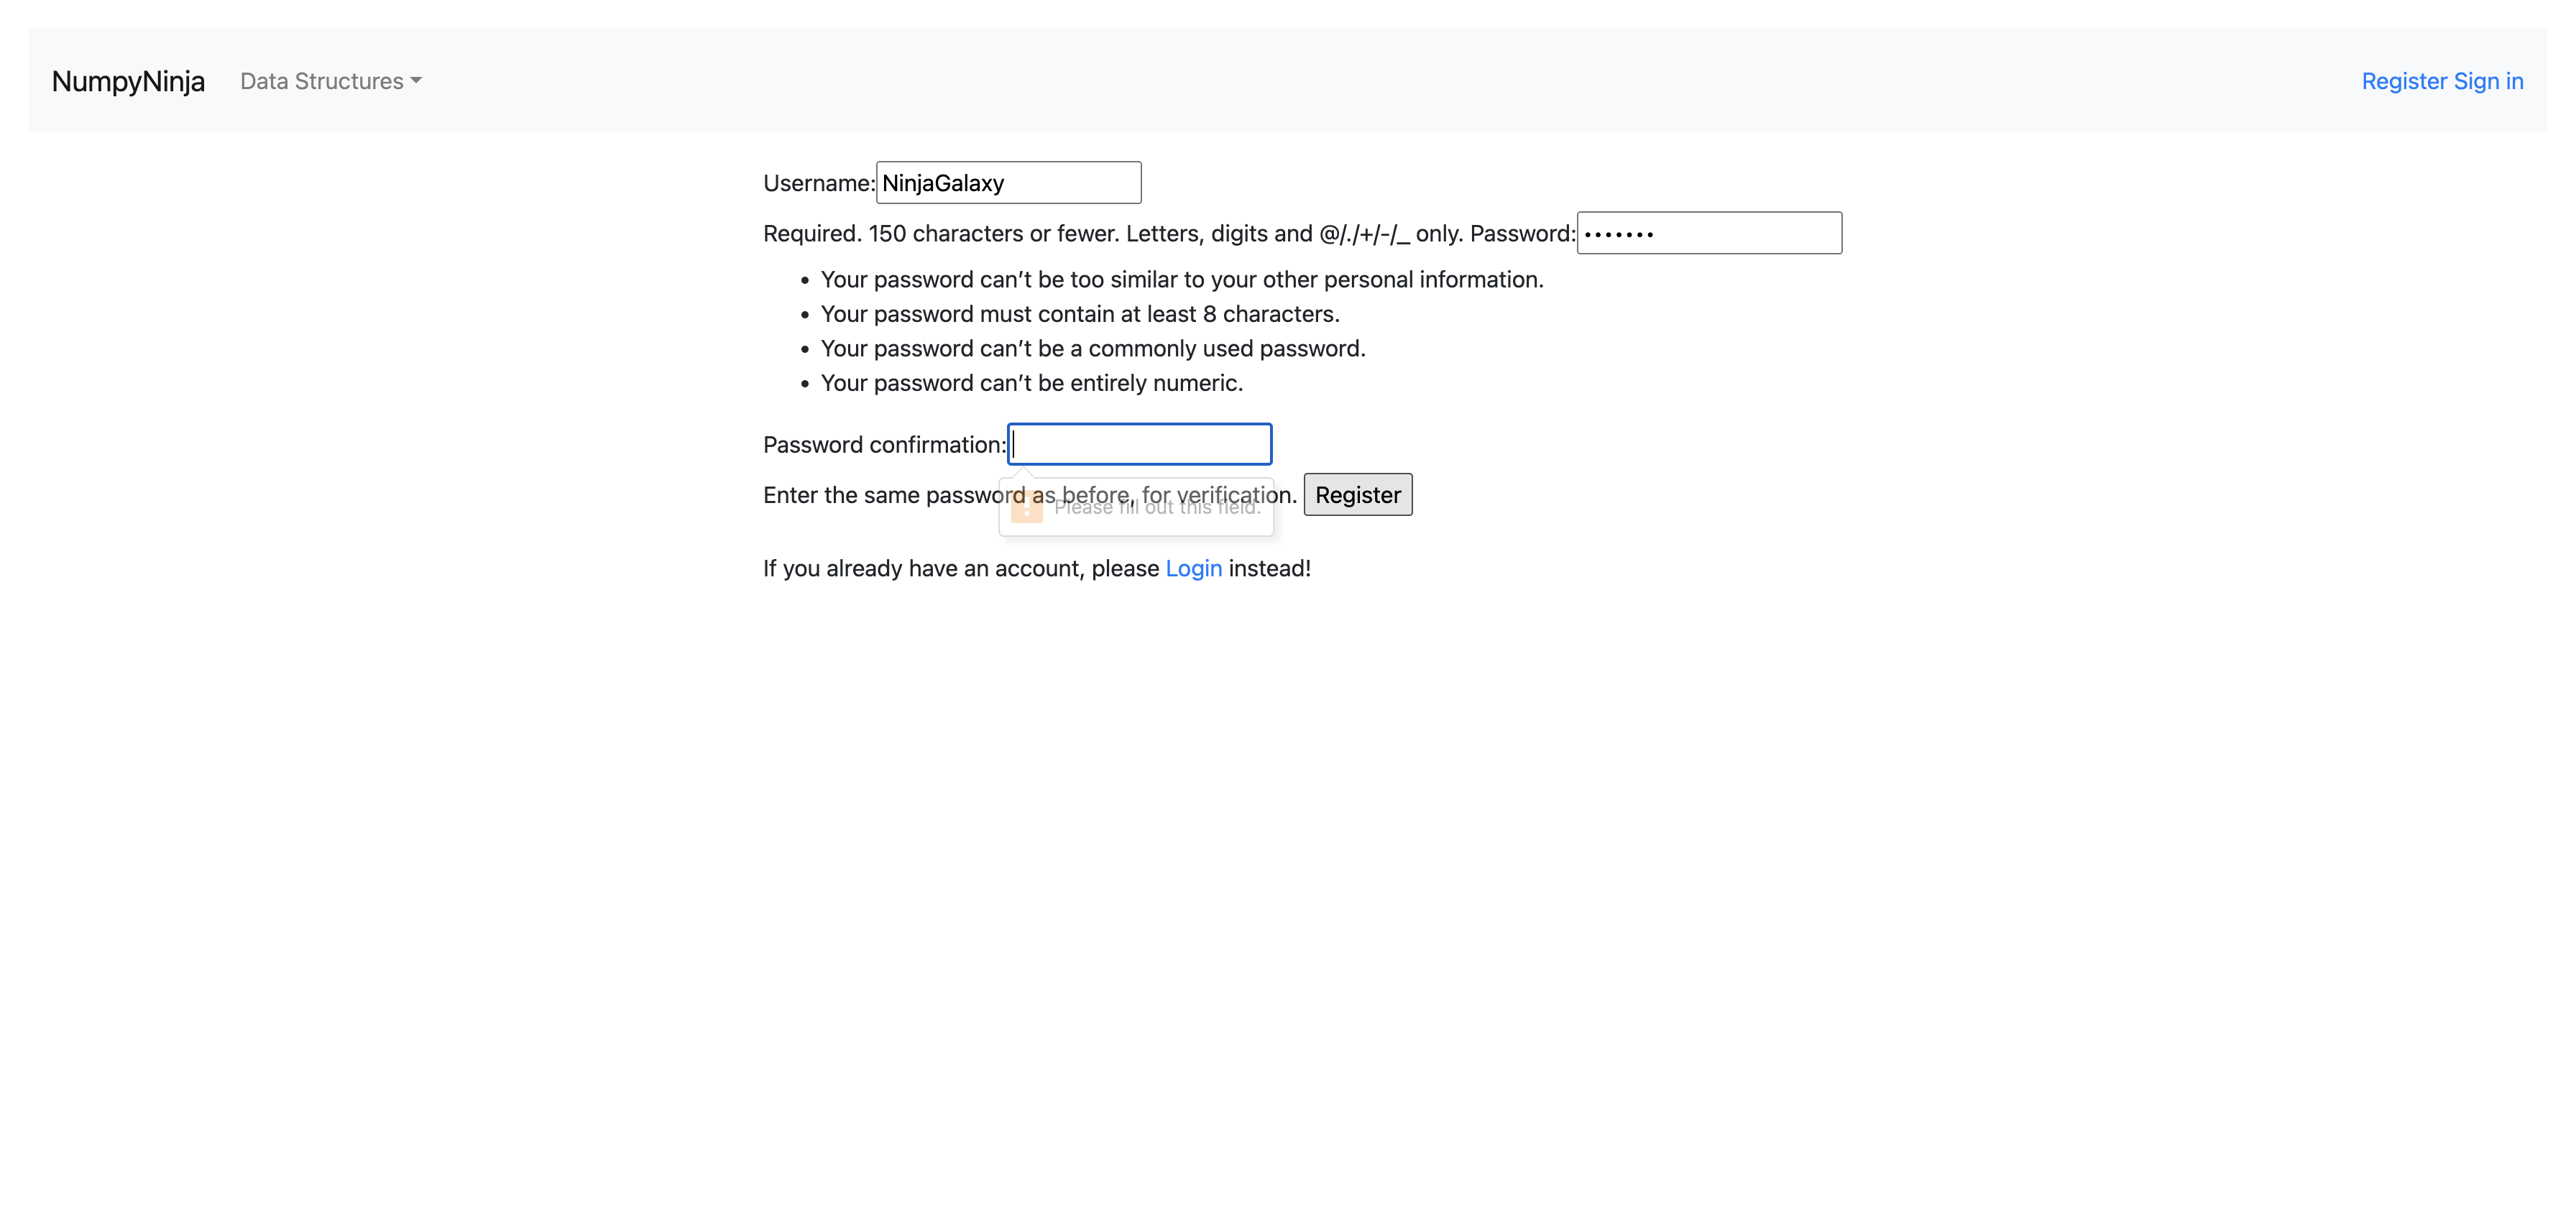 NumpyNinja Data Structures Register Sign in
Username: NinjaGalaxy
Required. 150 characters or fewer. Letters, digits and @/./+/-/_ only. Password: •••••••
• Your password can’t be too similar to your other personal information.
• Your password must contain at least 8 characters.
• Your password can’t be a commonly used password.
• Your password can’t be entirely numeric.
Password confirmation:
Enter the same password as before, for verification. Register
! Please fill out this field.
If you already have an account, please Login instead!